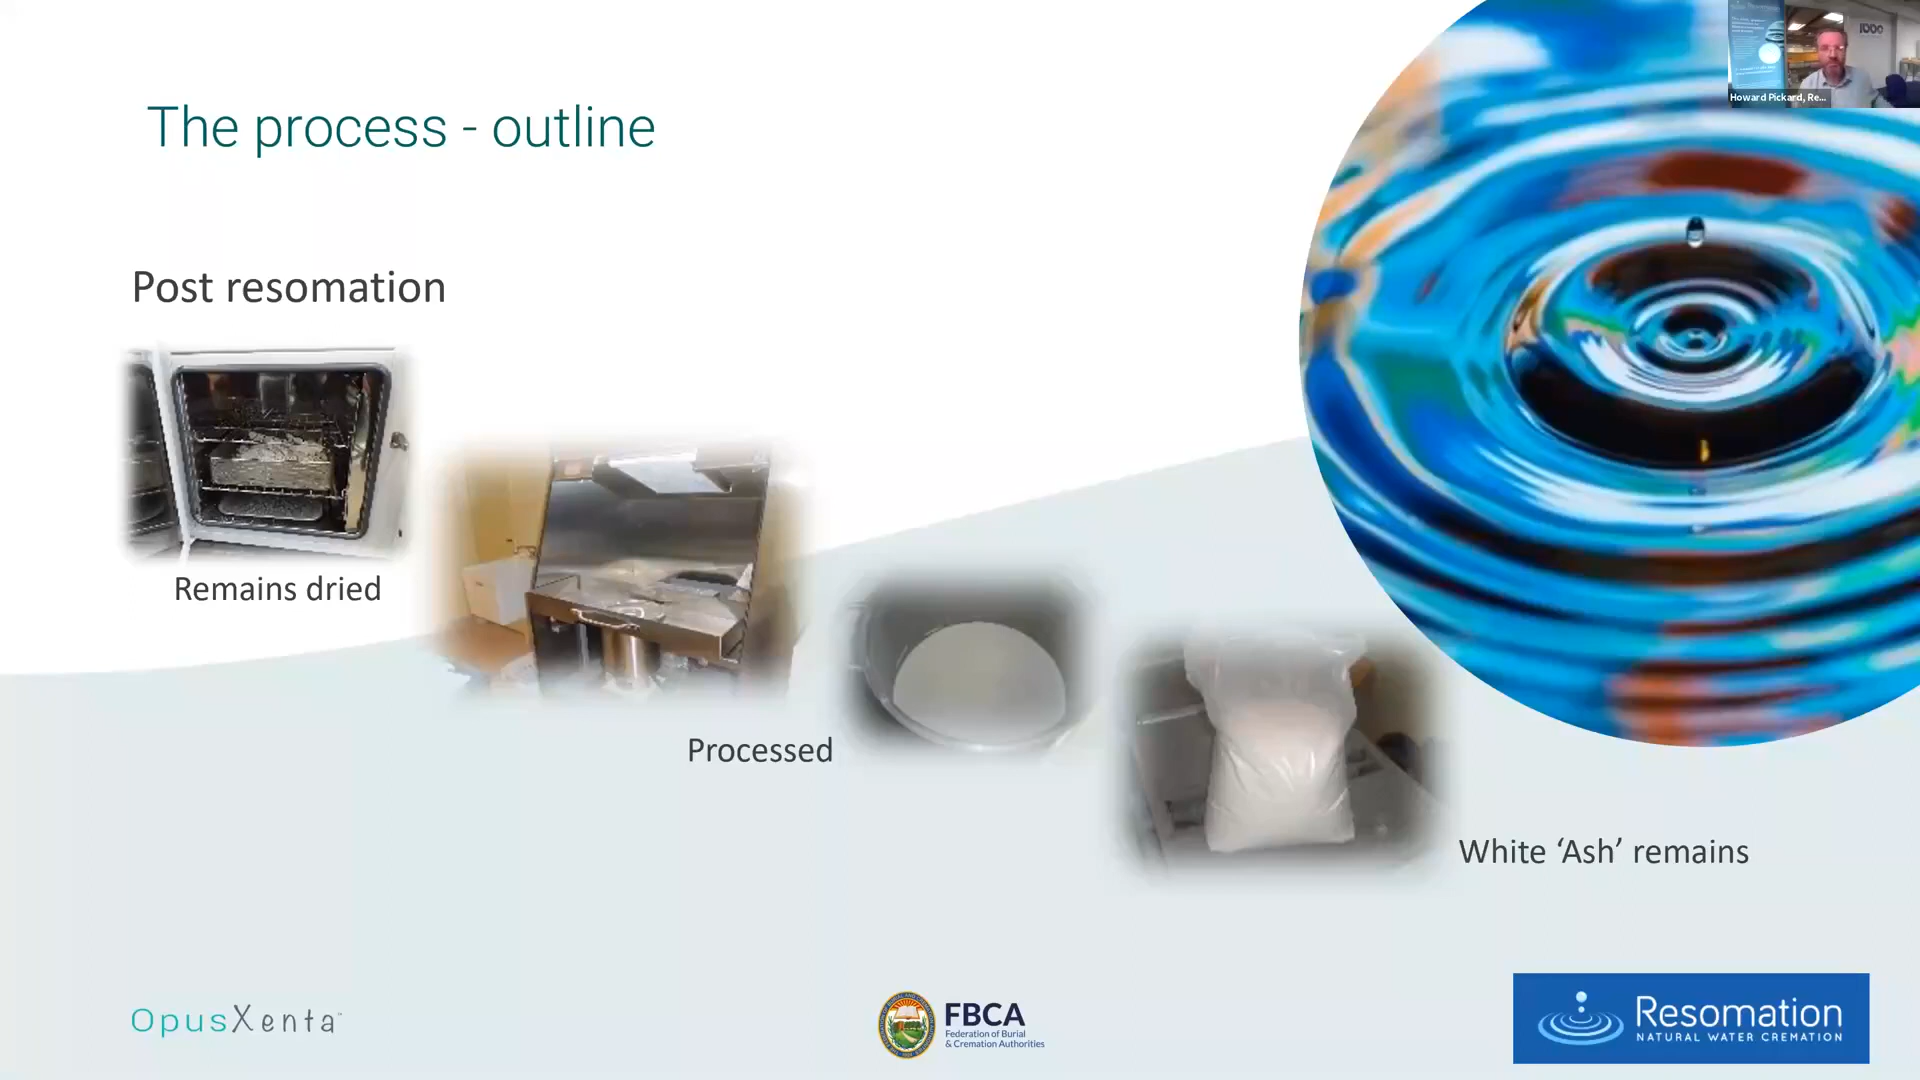 The process - outline
Howard Pickard, Re...
Post resomation
Remains dried
Processed
White ‘Ash’ remains
OpusXenta™
FBCA
Federation of Burial
& Cremation Authorities
Resomation
NATURAL WATER CREMATION